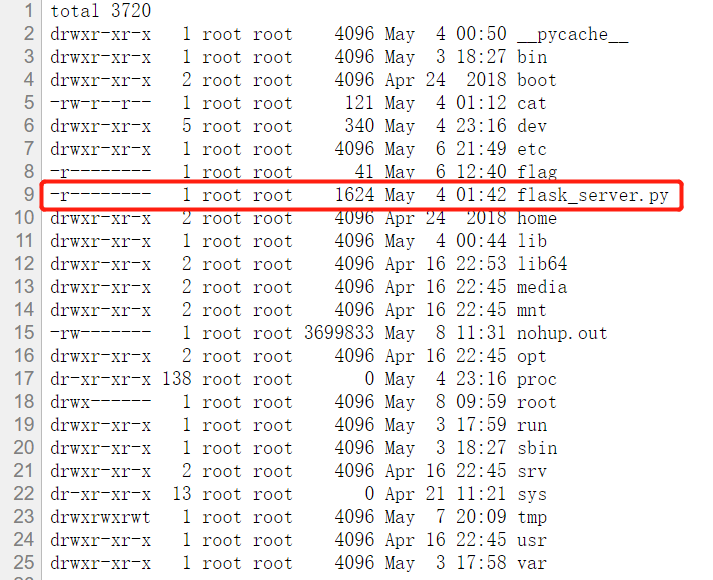 1 total 3720
2 drwxr-xr-x 1 root root 4096 May 4 00:50 __pycache__
3 drwxr-xr-x 1 root root 4096 May 3 18:27 bin
4 drwxr-xr-x 2 root root 4096 Apr 24 2018 boot
5 -rw-r--r-- 1 root root 121 May 4 01:12 cat
6 drwxr-xr-x 5 root root 340 May 4 23:16 dev
7 drwxr-xr-x 1 root root 4096 May 6 21:49 etc
8 -r-------- 1 root root 41 May 6 12:40 flag
9 -r-------- 1 root root 1624 May 4 01:42 flask_server.py
10 drwxr-xr-x 2 root root 4096 Apr 24 2018 home
11 drwxr-xr-x 1 root root 4096 May 4 00:44 lib
12 drwxr-xr-x 2 root root 4096 Apr 16 22:53 lib64
13 drwxr-xr-x 2 root root 4096 Apr 16 22:45 media
14 drwxr-xr-x 2 root root 4096 Apr 16 22:45 mnt
15 -rw------- 1 root root 3699833 May 8 11:31 nohup.out
16 drwxr-xr-x 2 root root 4096 Apr 16 22:45 opt
17 dr-xr-xr-x 138 root root 0 May 4 23:16 proc
18 drwx------ 1 root root 4096 May 8 09:59 root
19 drwxr-xr-x 1 root root 4096 May 3 17:59 run
20 drwxr-xr-x 1 root root 4096 May 3 18:27 sbin
21 drwxr-xr-x 2 root root 4096 Apr 16 22:45 srv
22 dr-xr-xr-x 13 root root 0 Apr 21 11:21 sys
23 drwxrwxrwt 1 root root 4096 May 7 20:09 tmp
24 drwxr-xr-x 1 root root 4096 Apr 16 22:45 usr
25 drwxr-xr-x 1 root root 4096 May 3 17:58 var